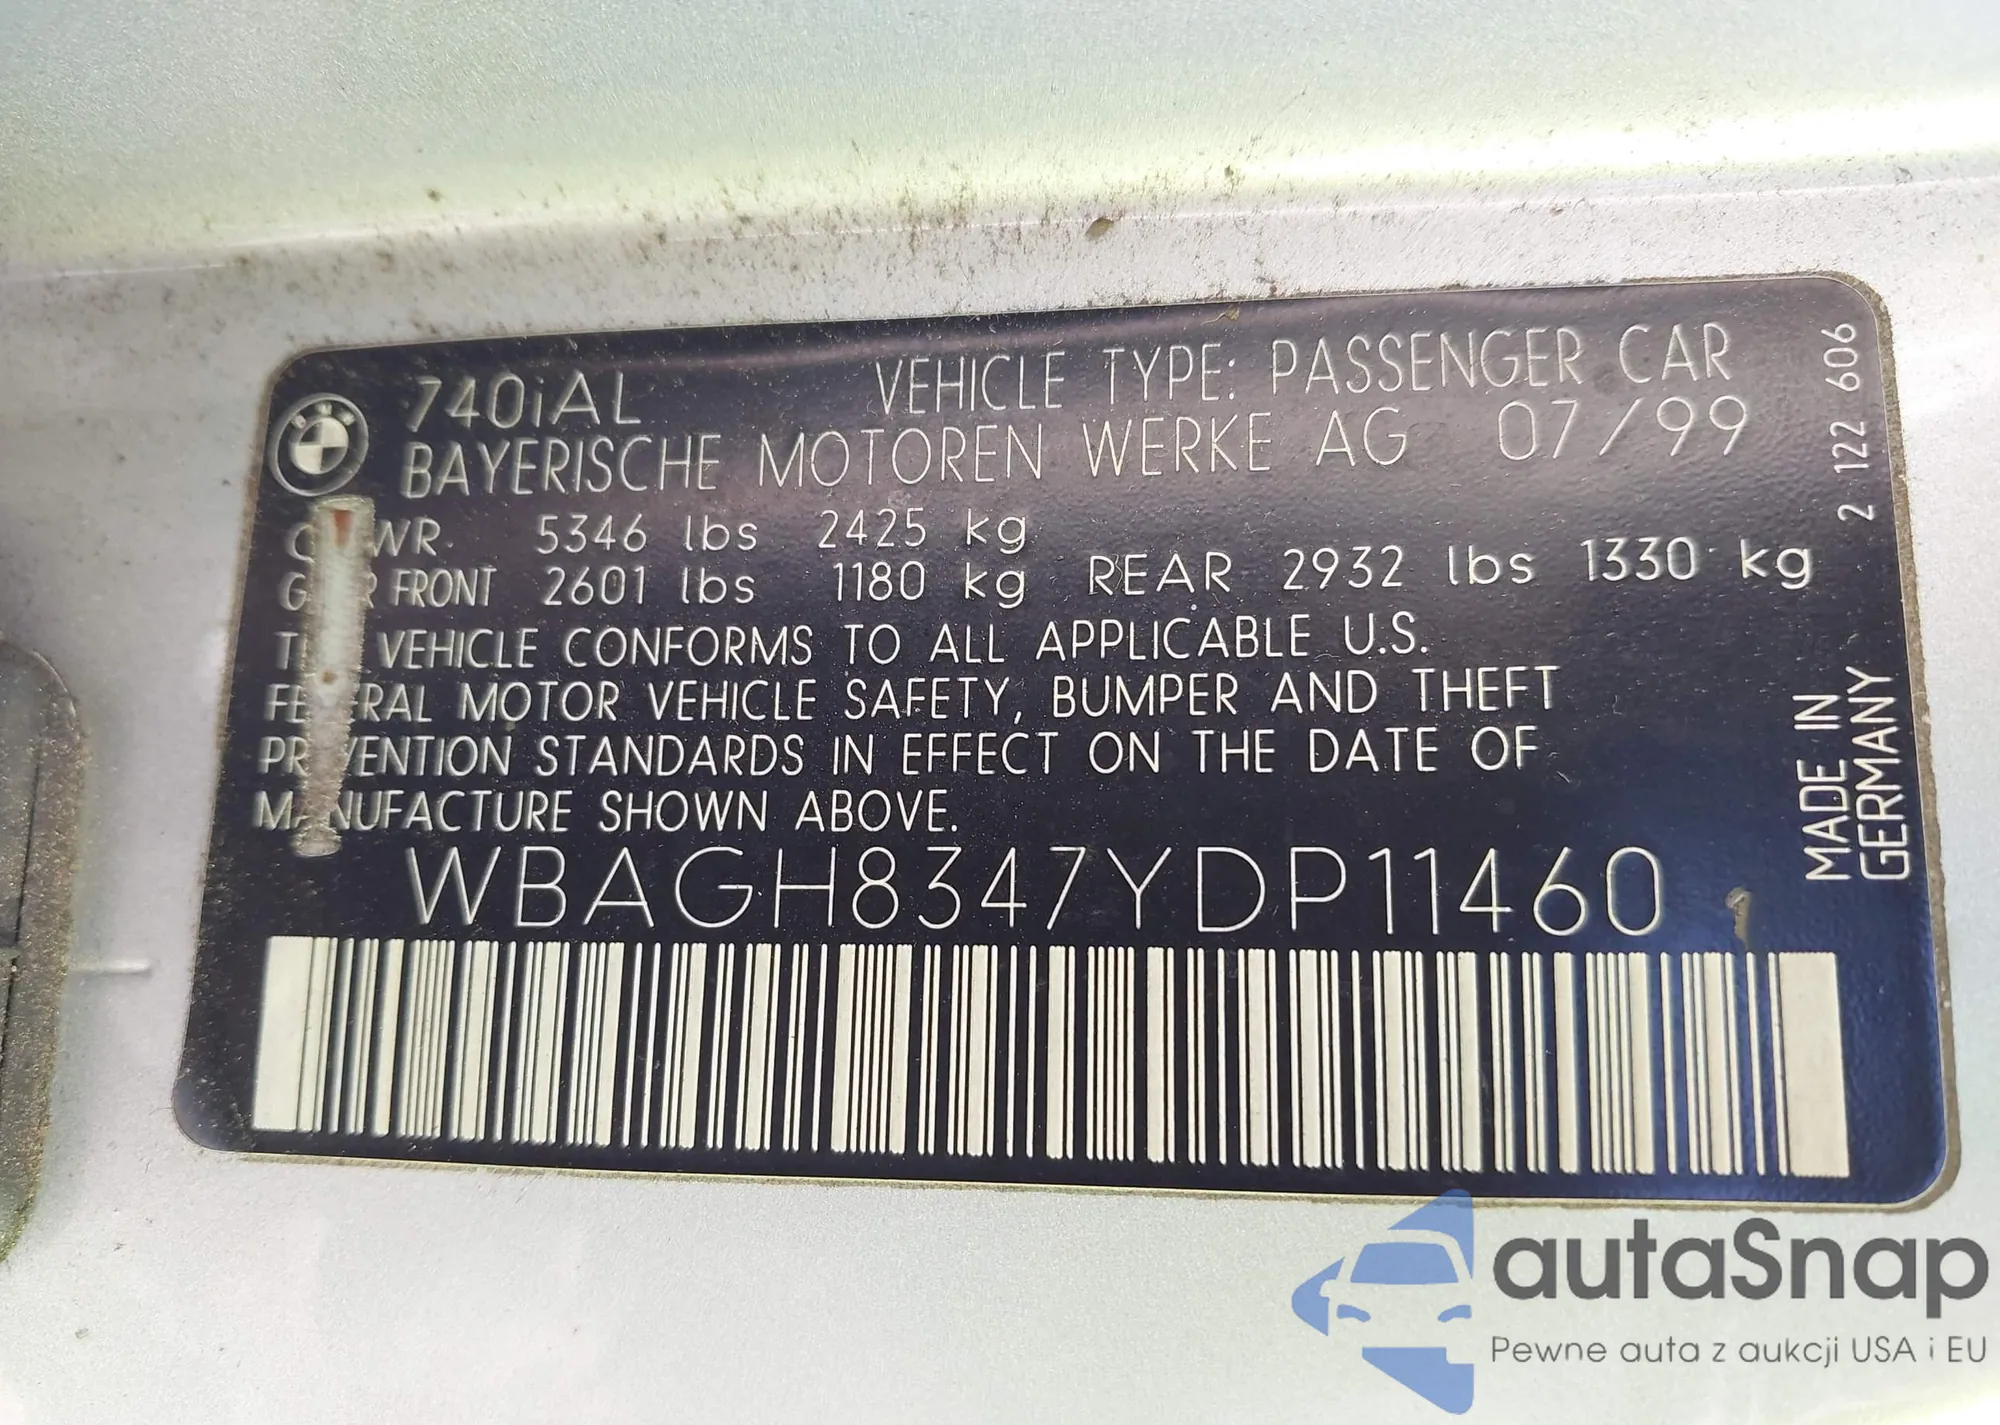 740iAL VEHICLE TYPE: PASSENGER CAR
BAYERISCHE MOTOREN WERKE AG 07/99
WR. 5346 lbs 2425 kg
FRONT 2601 lbs 1180 kg REAR 2932 lbs 1330 kg
VEHICLE CONFORMS TO ALL APPLICABLE U.S.
MOTOR VEHICLE SAFETY, BUMPER AND THEFT
STANDARDS IN EFFECT ON THE DATE OF
SHOWN ABOVE.
WBAGH8347YDP11460
2 122 606
MADE IN
GERMANY
autaSnap
Pewne auta z aukcji USA i EU